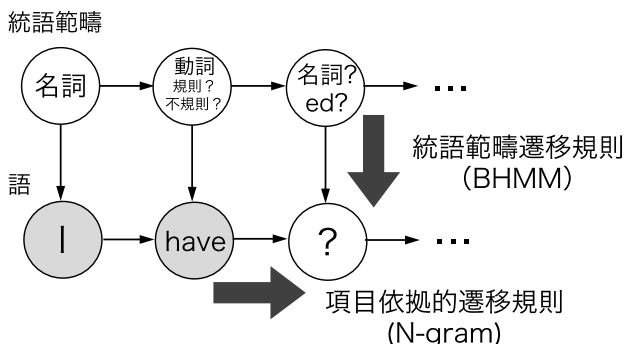 統語範疇
名詞
動詞
規則？
不規則？
名詞?
ed?
…
統語範疇遷移規則
（BHMM）
語
I
have
?
…
項目依拠的遷移規則
(N-gram)